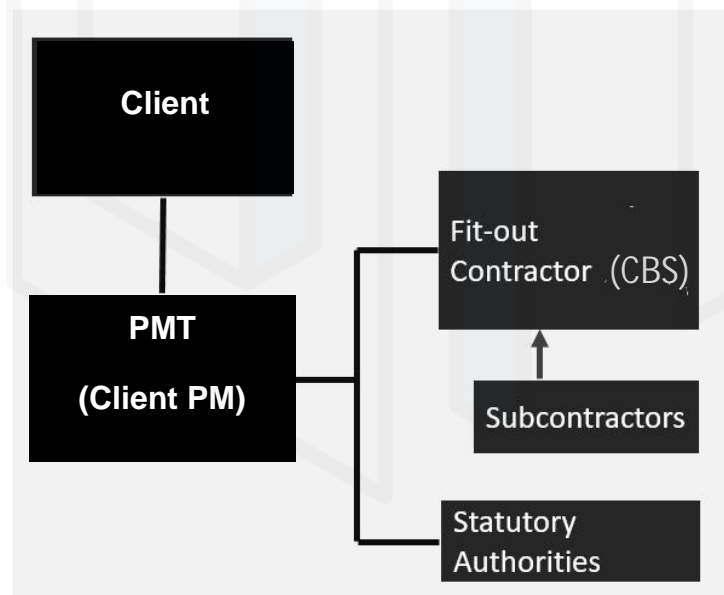 Client
PMT
(Client PM)
Fit-out
Contractor (CBS)
Subcontractors
Statutory
Authorities